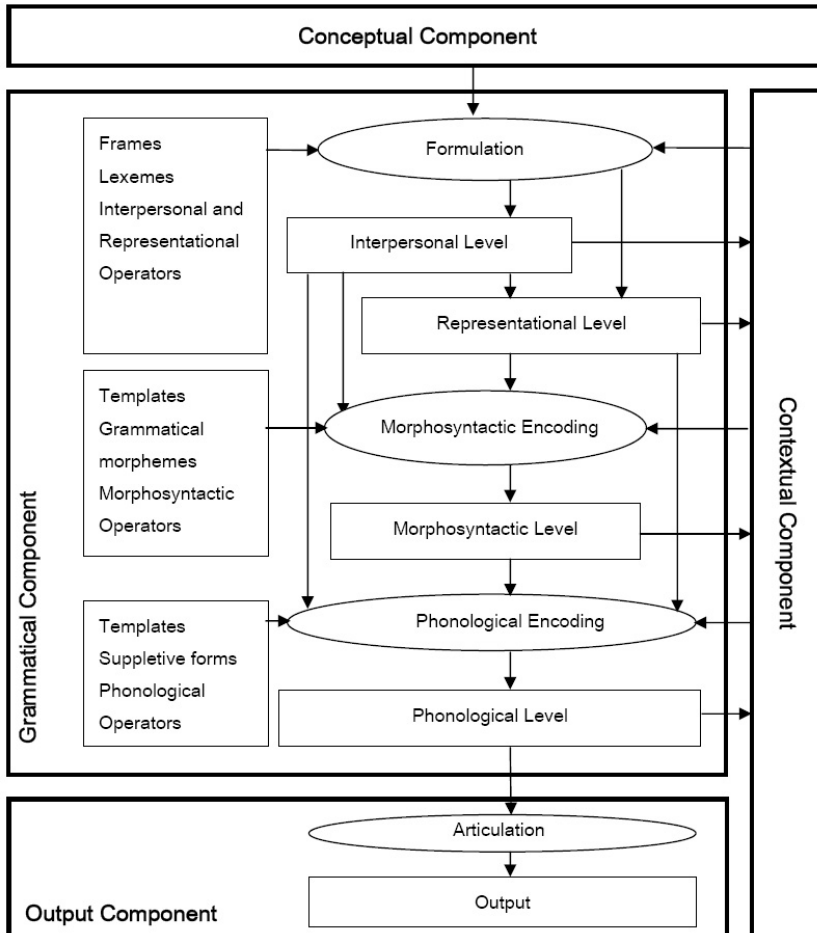 Conceptual Component
Frames
Lexemes
Interpersonal and
Representational
Operators
Formulation
Interpersonal Level
Representational Level
Templates
Grammatical
morphemes
Morphosyntactic
Operators
Morphosyntactic Encoding
Morphosyntactic Level
Templates
Suppletive forms
Phonological
Operators
Phonological Encoding
Phonological Level
Grammatical Component
Contextual Component
Articulation
Output
Output Component